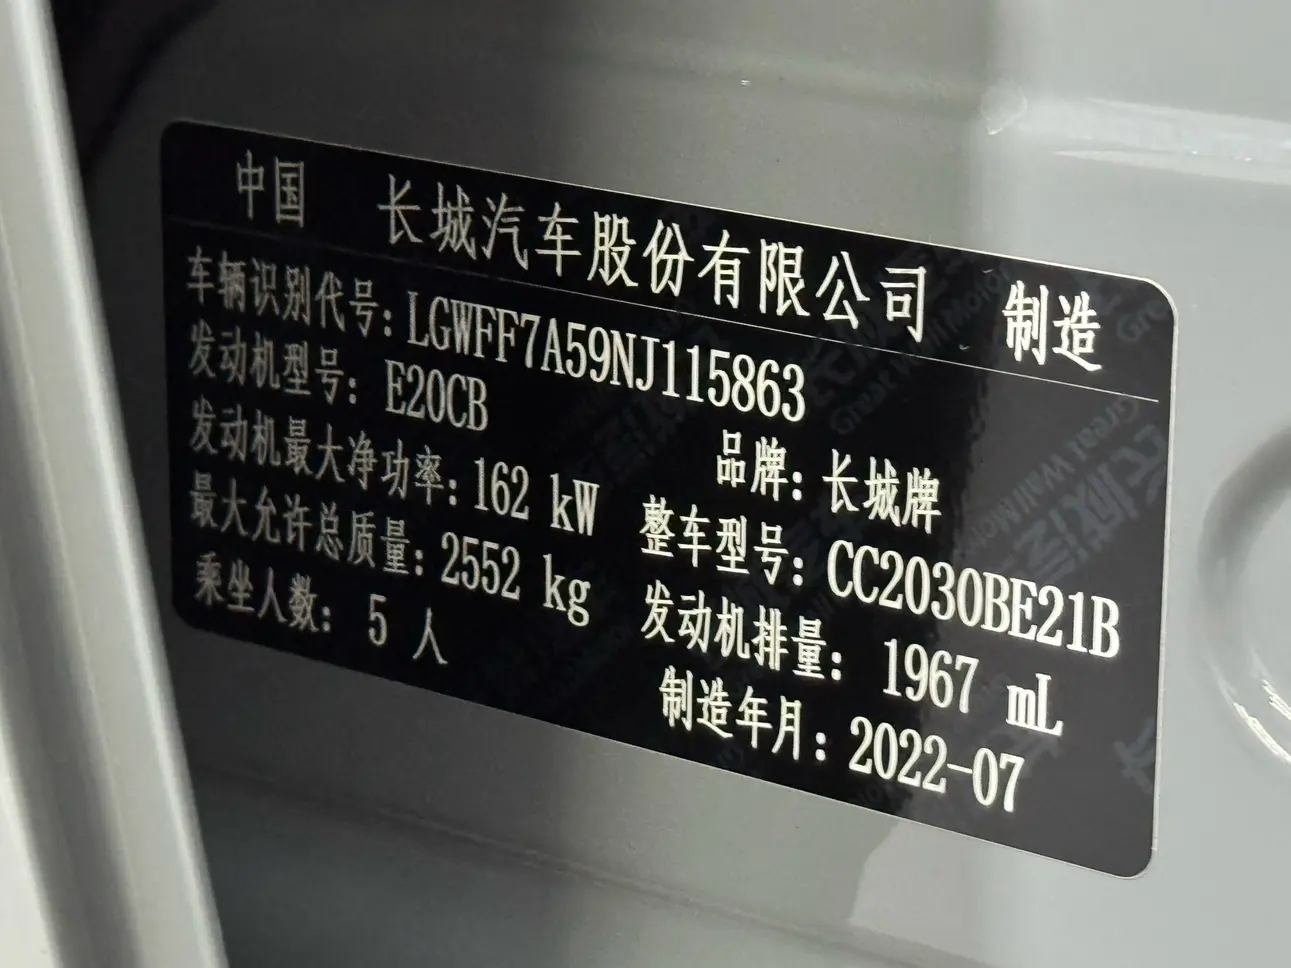 中国 长城汽车股份有限公司 制造
车辆识别代号: LGWFF7A59NJ115863
发动机型号: E20CB
品牌: 长城牌
发动机最大净功率: 162 kW
整车型号: CC2030BE21B
最大允许总质量: 2552 kg
发动机排量: 1967 mL
乘坐人数: 5 人
制造年月: 2022-07